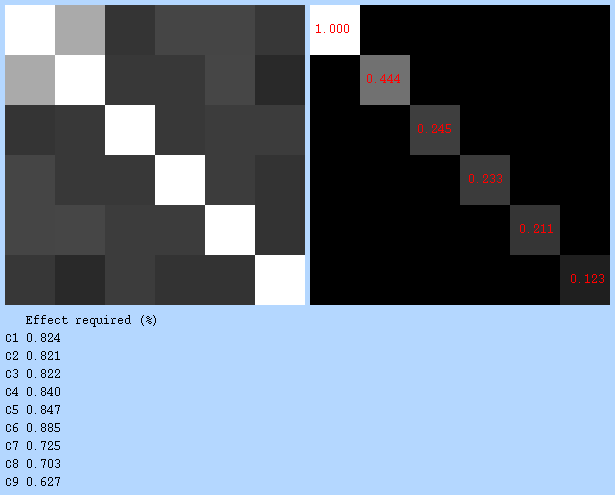 1.000
0.444
0.245
0.233
0.211
0.123
Effect required (%)
C1 0.824
C2 0.821
C3 0.822
C4 0.840
C5 0.847
C6 0.885
C7 0.725
C8 0.703
C9 0.627